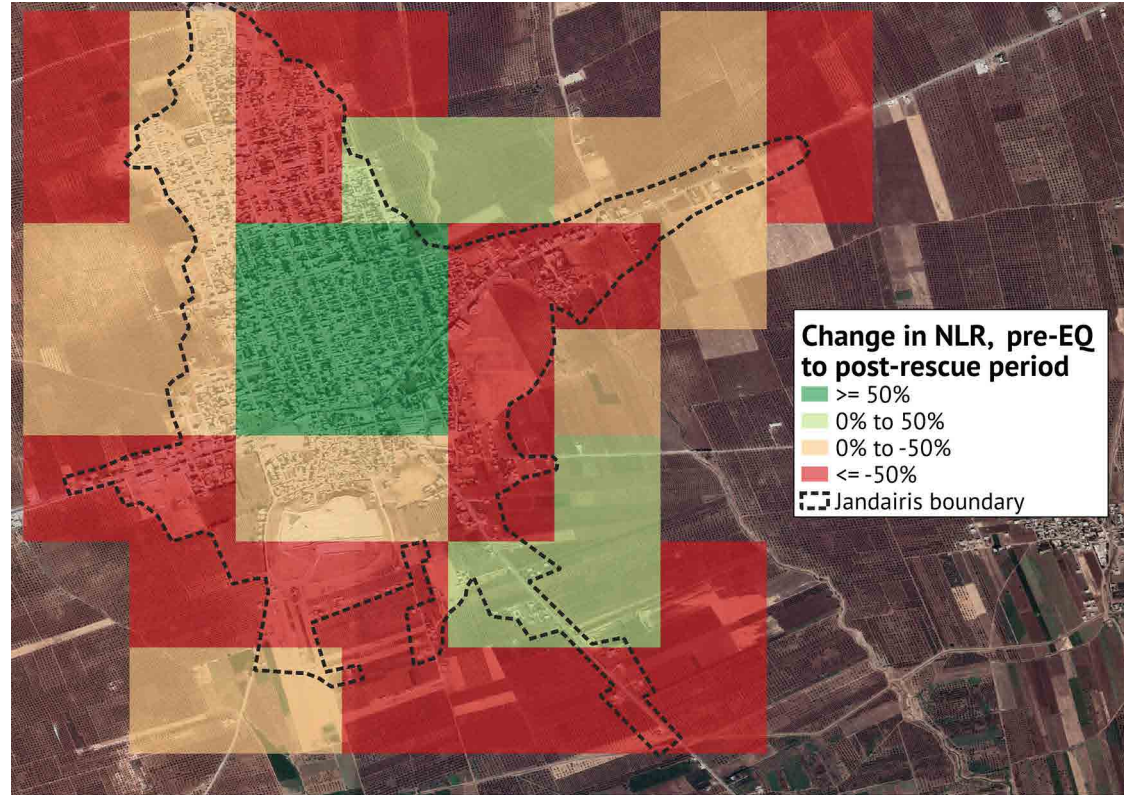 Change in NLR, pre-EQ
to post-rescue period
>= 50%
0% to 50%
0% to -50%
<= -50%
Jandairis boundary